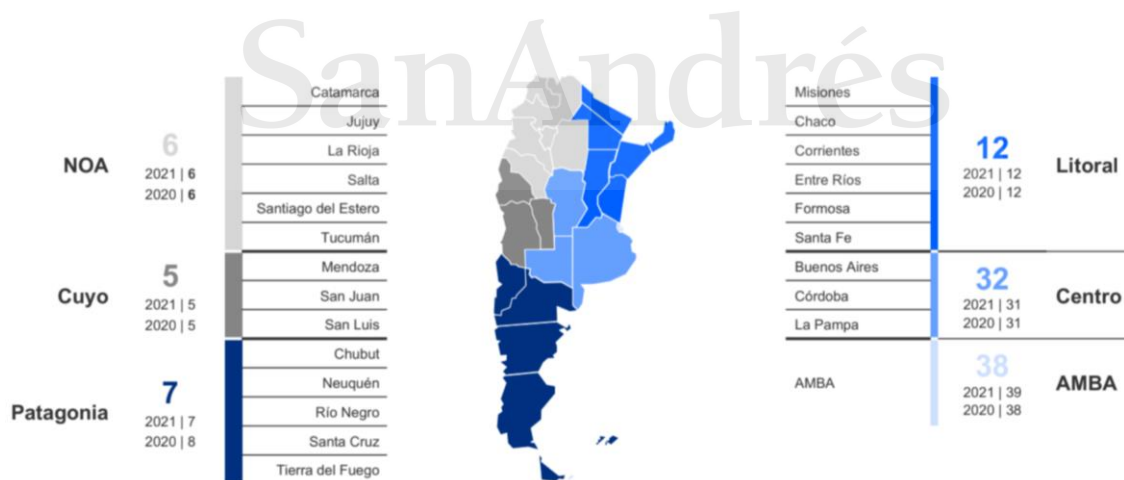 SanAndrés
NOA
6
2021 | 6
2020 | 6
Catamarca
Jujuy
La Rioja
Salta
Santiago del Estero
Tucumán
Cuyo
5
2021 | 5
2020 | 5
Mendoza
San Juan
San Luis
Patagonia
7
2021 | 7
2020 | 8
Chubut
Neuquén
Río Negro
Santa Cruz
Tierra del Fuego
Misiones
Chaco
Corrientes
Entre Ríos
Formosa
Santa Fe
12
2021 | 12
2020 | 12
Litoral
Buenos Aires
Córdoba
La Pampa
32
2021 | 31
2020 | 31
Centro
AMBA
38
2021 | 39
2020 | 38
AMBA